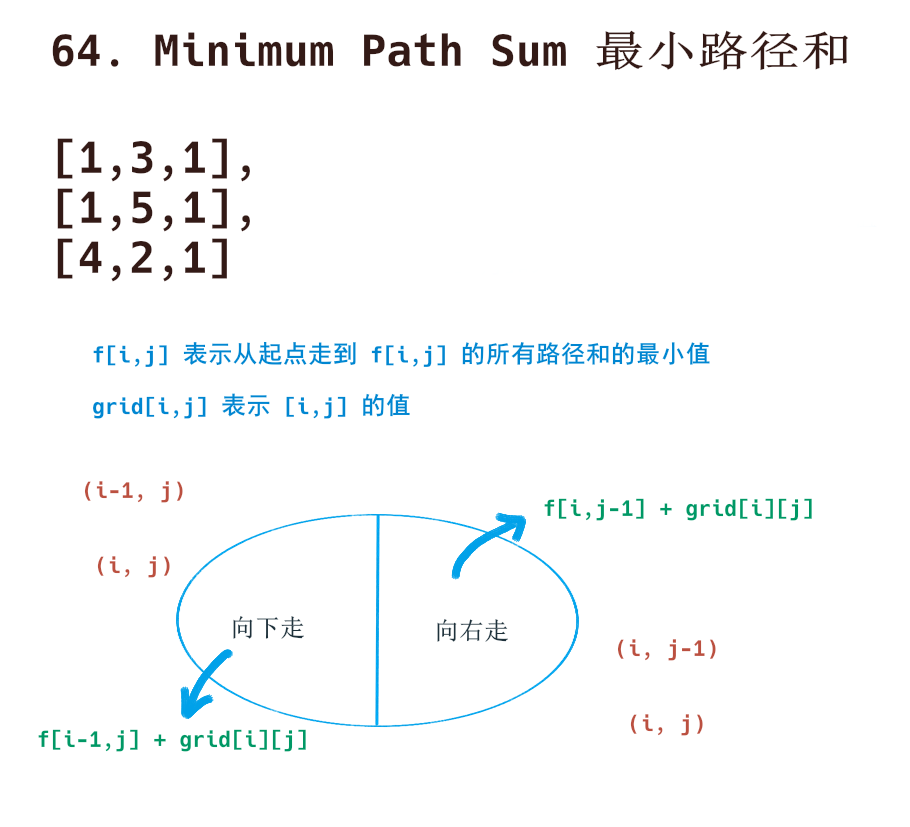 64. Minimum Path Sum 最小路径和
[1,3,1],
[1,5,1],
[4,2,1]
f[i,j] 表示从起点走到 f[i,j] 的所有路径和的最小值
grid[i,j] 表示 [i,j] 的值
(i-1, j)
f[i,j-1] + grid[i][j]
(i, j)
向下走
向右走
(i, j-1)
(i, j)
f[i-1,j] + grid[i][j]